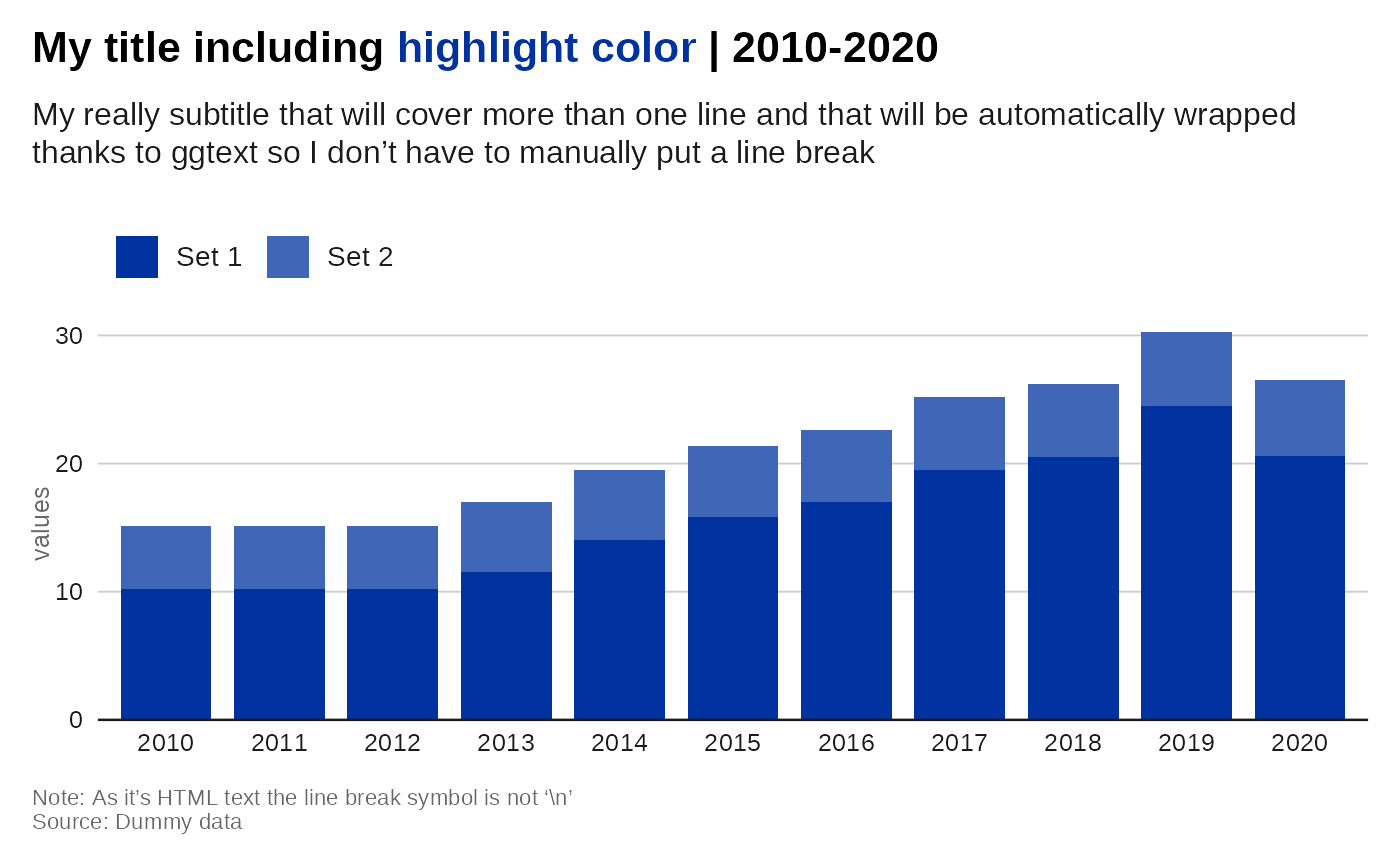 My title including highlight color | 2010-2020
My really subtitle that will cover more than one line and that will be automatically wrapped
thanks to ggtext so I don’t have to manually put a line break
Set 1 Set 2
30
20
values
10
0
2010 2011 2012 2013 2014 2015 2016 2017 2018 2019 2020
Note: As it’s HTML text the line break symbol is not ‘\n’
Source: Dummy data